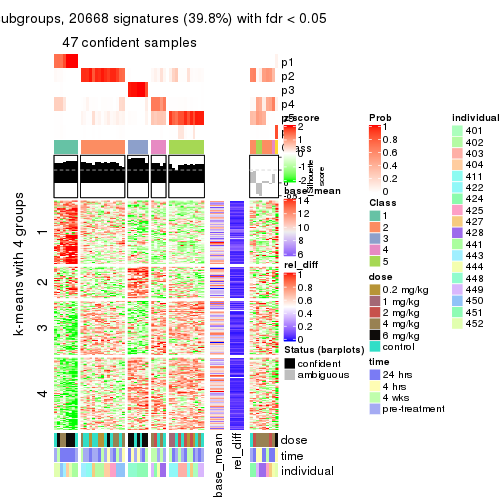 ubgroups, 20668 signatures (39.8%) with fdr < 0.05
47 confident samples
p1
p2
p3
p4
p5
z-score
2
1
0
-1
-2
Silhouette
score
base_mean
14
12
10
8
6
rel_diff
1
0.8
0.6
0.4
0.2
0
Status (barplots)
confident
ambiguous
Prob
1
0.8
0.6
0.4
0.2
0
Class
1
2
3
4
5
dose
0.2 mg/kg
1 mg/kg
2 mg/kg
4 mg/kg
6 mg/kg
control
time
24 hrs
4 hrs
4 wks
pre-treatment
individual
401
402
403
404
411
422
424
425
427
428
441
443
444
448
449
450
451
452
k-means with 4 groups
1
2
3
4
dose
time
individual
base_mean
rel_diff